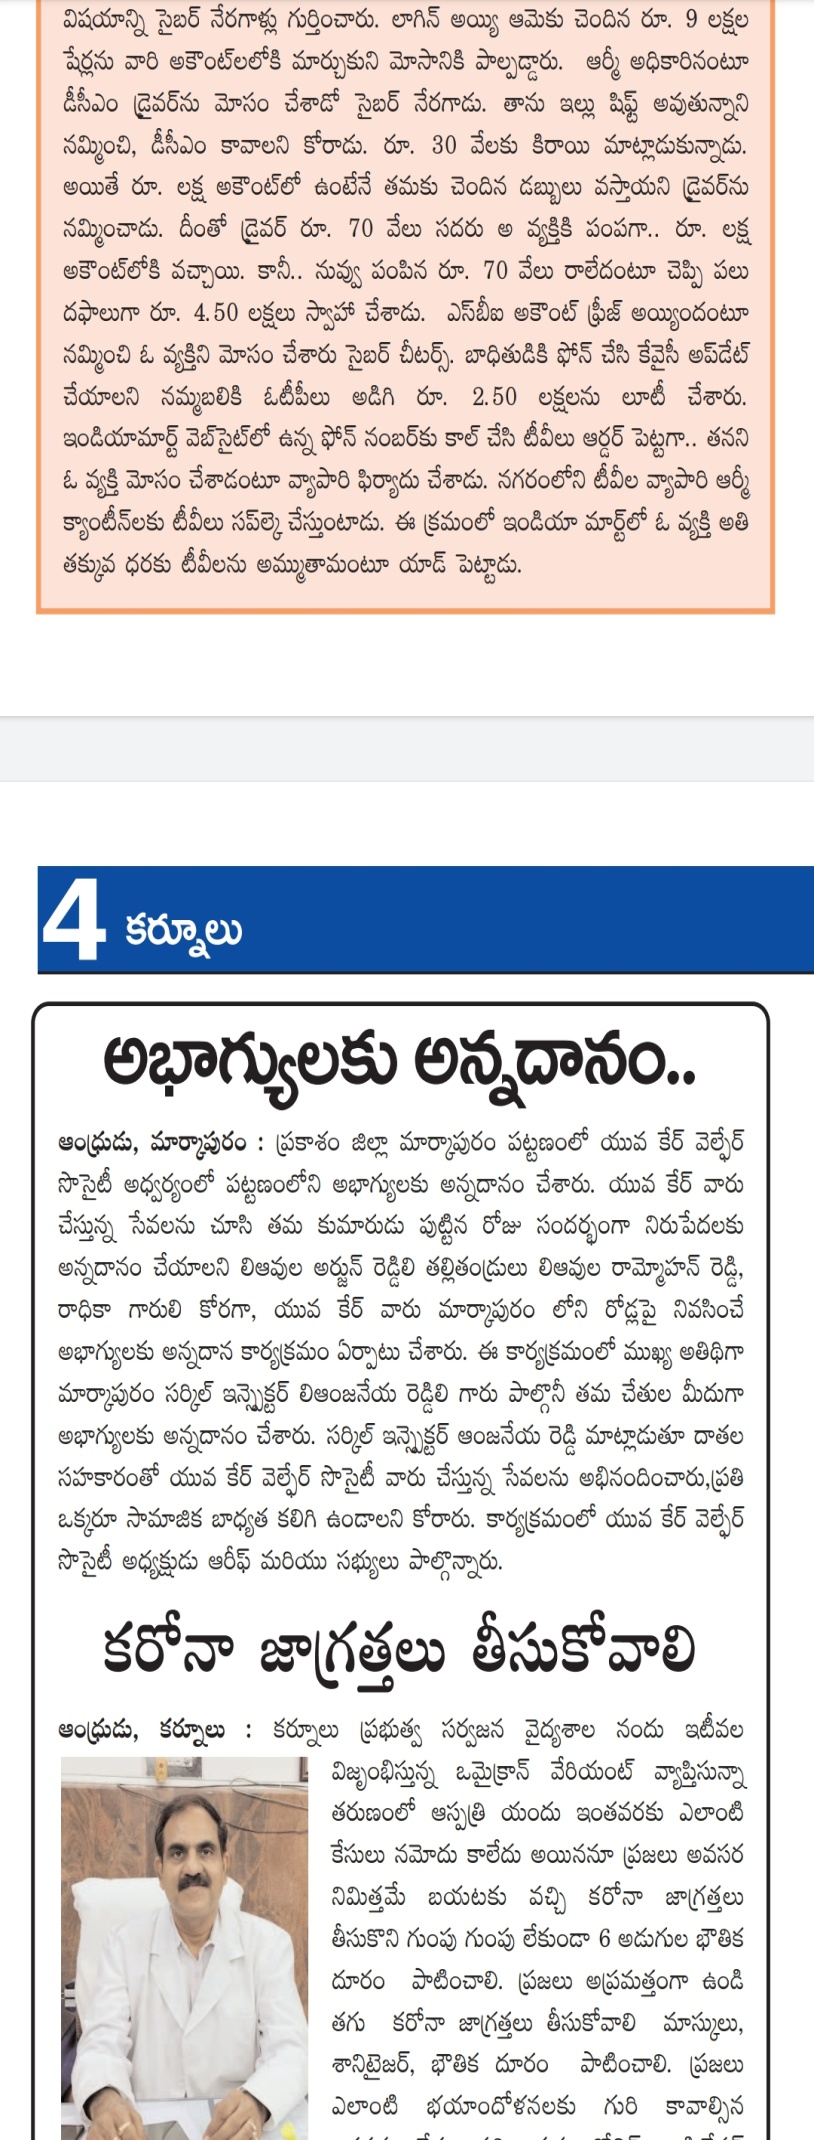 విషయాన్ని సైబర్ నేరగాళ్లు గుర్తించారు. లాగిన్ అయ్యి ఆమెకు చెందిన రూ. 9 లక్షల
షేర్లను వారి అకౌంట్‌లలోకి మార్చుకుని మోసానికి పాల్పడ్డారు. ఆర్మీ అధికారినంటూ
డీసీఎం డ్రైవర్‌ను మోసం చేశాడో సైబర్ నేరగాడు. తాను ఇల్లు షిఫ్ట్ అవుతున్నాని
నమ్మించి, డీసీఎం కావాలని కోరాడు. రూ. 30 వేలకు కిరాయి మాట్లాడుకున్నాడు.
అయితే రూ. లక్ష అకౌంట్‌లో ఉంటేనే తమకు చెందిన డబ్బులు వస్తాయని డ్రైవర్‌ను
నమ్మించాడు. దీంతో డ్రైవర్ రూ. 70 వేలు సదరు అ వ్యక్తికి పంపగా.. రూ. లక్ష
అకౌంట్‌లోకి వచ్చాయి. కానీ.. నువ్వు పంపిన రూ. 70 వేలు రాలేదంటూ చెప్పి పలు
దఫాలుగా రూ. 4.50 లక్షలు స్వాహా చేశాడు. ఎస్‌బీఐ అకౌంట్ ఫ్రీజ్ అయ్యిందంటూ
నమ్మించి ఓ వ్యక్తిని మోసం చేశారు సైబర్ చీటర్స్. బాధితుడికి ఫోన్ చేసి కేవైసీ అప్‌డేట్
చేయాలని నమ్మబలికి ఓటీపీలు అడిగి రూ. 2.50 లక్షలను లూటీ చేశారు.
ఇండియామార్ట్ వెబ్‌సైట్‌లో ఉన్న ఫోన్ నంబర్‌కు కాల్ చేసి టీవీలు ఆర్డర్ పెట్టగా.. తనని
ఓ వ్యక్తి మోసం చేశాడంటూ వ్యాపారి ఫిర్యాదు చేశాడు. నగరంలోని టీవీల వ్యాపారి ఆర్మీ
క్యాంటీన్‌లకు టీవీలు సప్‌ల్కై చేస్తుంటాడు. ఈ క్రమంలో ఇండియా మార్ట్‌లో ఓ వ్యక్తి అతి
తక్కువ ధరకు టీవీలను అమ్ముతామంటూ యాడ్ పెట్టాడు.
4 కర్నూలు
అభాగ్యులకు అన్నదానం..
ఆంధ్రుడు, మార్కాపురం : ప్రకాశం జిల్లా మార్కాపురం పట్టణంలో యువ కేర్ వెల్ఫేర్
సొసైటీ అధ్వర్యంలో పట్టణంలోని అభాగ్యులకు అన్నదానం చేశారు. యువ కేర్ వారు
చేస్తున్న సేవలను చూసి తమ కుమారుడు పుట్టిన రోజు సందర్భంగా నిరుపేదలకు
అన్నదానం చేయాలని లిఆవుల అర్జున్ రెడ్డిలి తల్లితండ్రులు లిఆవుల రామ్మోహన్ రెడ్డి,
రాధికా గారులి కోరగా, యువ కేర్ వారు మార్కాపురం లోని రోడ్లపై నివసించే
అభాగ్యులకు అన్నదాన కార్యక్రమం ఏర్పాటు చేశారు. ఈ కార్యక్రమంలో ముఖ్య అతిథిగా
మార్కాపురం సర్కిల్ ఇన్స్పెక్టర్ లిఆంజనేయ రెడ్డిలి గారు పాల్గొనీ తమ చేతుల మీదుగా
అభాగ్యులకు అన్నదానం చేశారు. సర్కిల్ ఇన్స్పెక్టర్ ఆంజనేయ రెడ్డి మాట్లాడుతూ దాతల
సహకారంతో యువ కేర్ వెల్ఫేర్ సొసైటీ వారు చేస్తున్న సేవలను అభినందించారు,ప్రతి
ఒక్కరూ సామాజిక బాధ్యత కలిగి ఉండాలని కోరారు. కార్యక్రమంలో యువ కేర్ వెల్ఫేర్
సొసైటీ అధ్యక్షుడు ఆరీఫ్ మరియు సభ్యులు పాల్గొన్నారు.
కరోనా జాగ్రత్తలు తీసుకోవాలి
ఆంధ్రుడు, కర్నూలు : కర్నూలు ప్రభుత్వ సర్వజన వైద్యశాల నందు ఇటీవల
విజృంభిస్తున్న ఒమైక్రాన్ వేరియంట్ వ్యాప్తిసున్నా
తరుణంలో ఆస్పత్రి యందు ఇంతవరకు ఎలాంటి
కేసులు నమోదు కాలేదు అయిననూ ప్రజలు అవసర
నిమిత్తమే బయటకు వచ్చి కరోనా జాగ్రత్తలు
తీసుకొని గుంపు గుంపు లేకుండా 6 అడుగుల భౌతిక
దూరం పాటించాలి. ప్రజలు అప్రమత్తంగా ఉండి
తగు కరోనా జాగ్రత్తలు తీసుకోవాలి మాస్కులు,
శానిటైజర్, భౌతిక దూరం పాటించాలి. ప్రజలు
ఎలాంటి భయాందోళనలకు గురి కావాల్సిన